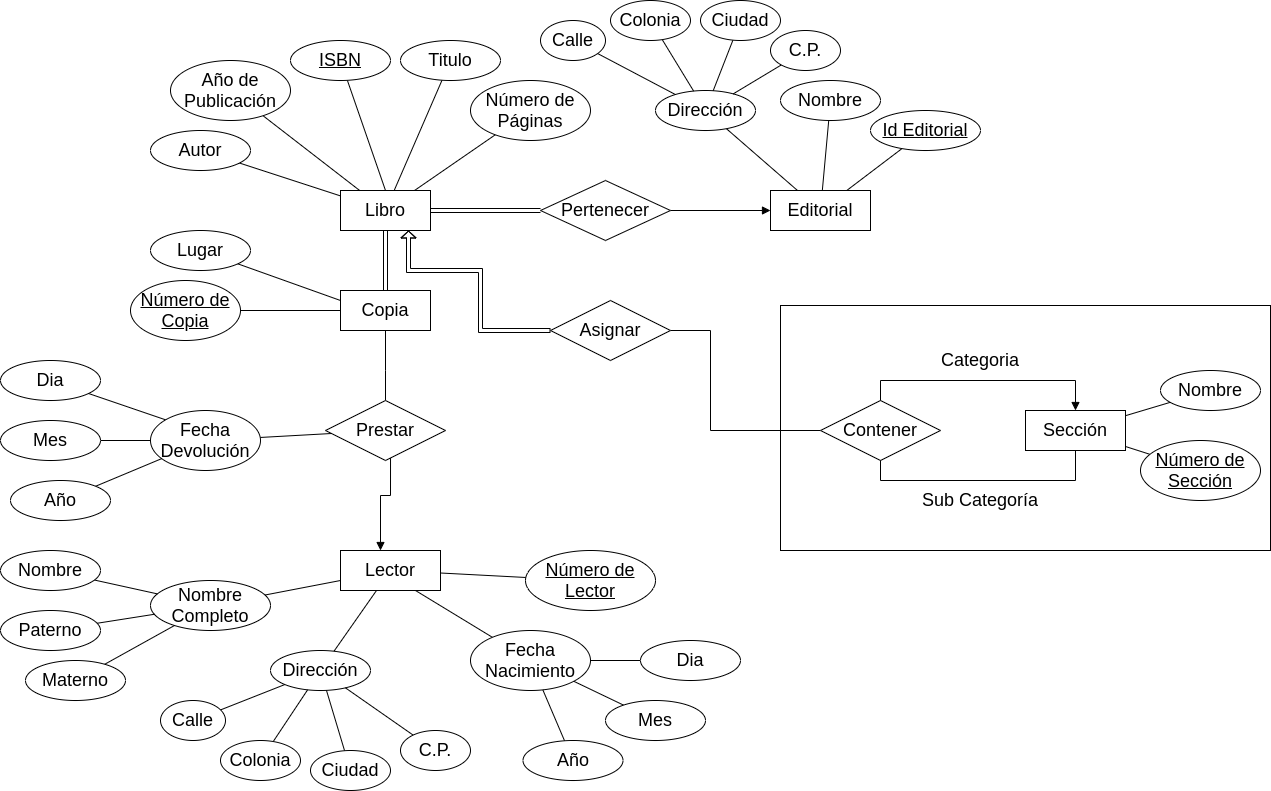 Colonia
Ciudad
Calle
C.P.
ISBN
Titulo
Año de
Publicación
Número de
Páginas
Dirección
Nombre
Id Editorial
Autor
Libro
Pertenecer
Editorial
Lugar
Número de
Copia
Copia
Asignar
Categoria
Dia
Nombre
Mes
Fecha
Devolución
Prestar
Contener
Sección
Número de
Sección
Año
Sub Categoría
Nombre
Lector
Número de
Lector
Nombre
Completo
Paterno
Materno
Dirección
Fecha
Nacimiento
Dia
Calle
Mes
Colonia
Ciudad
C.P.
Año